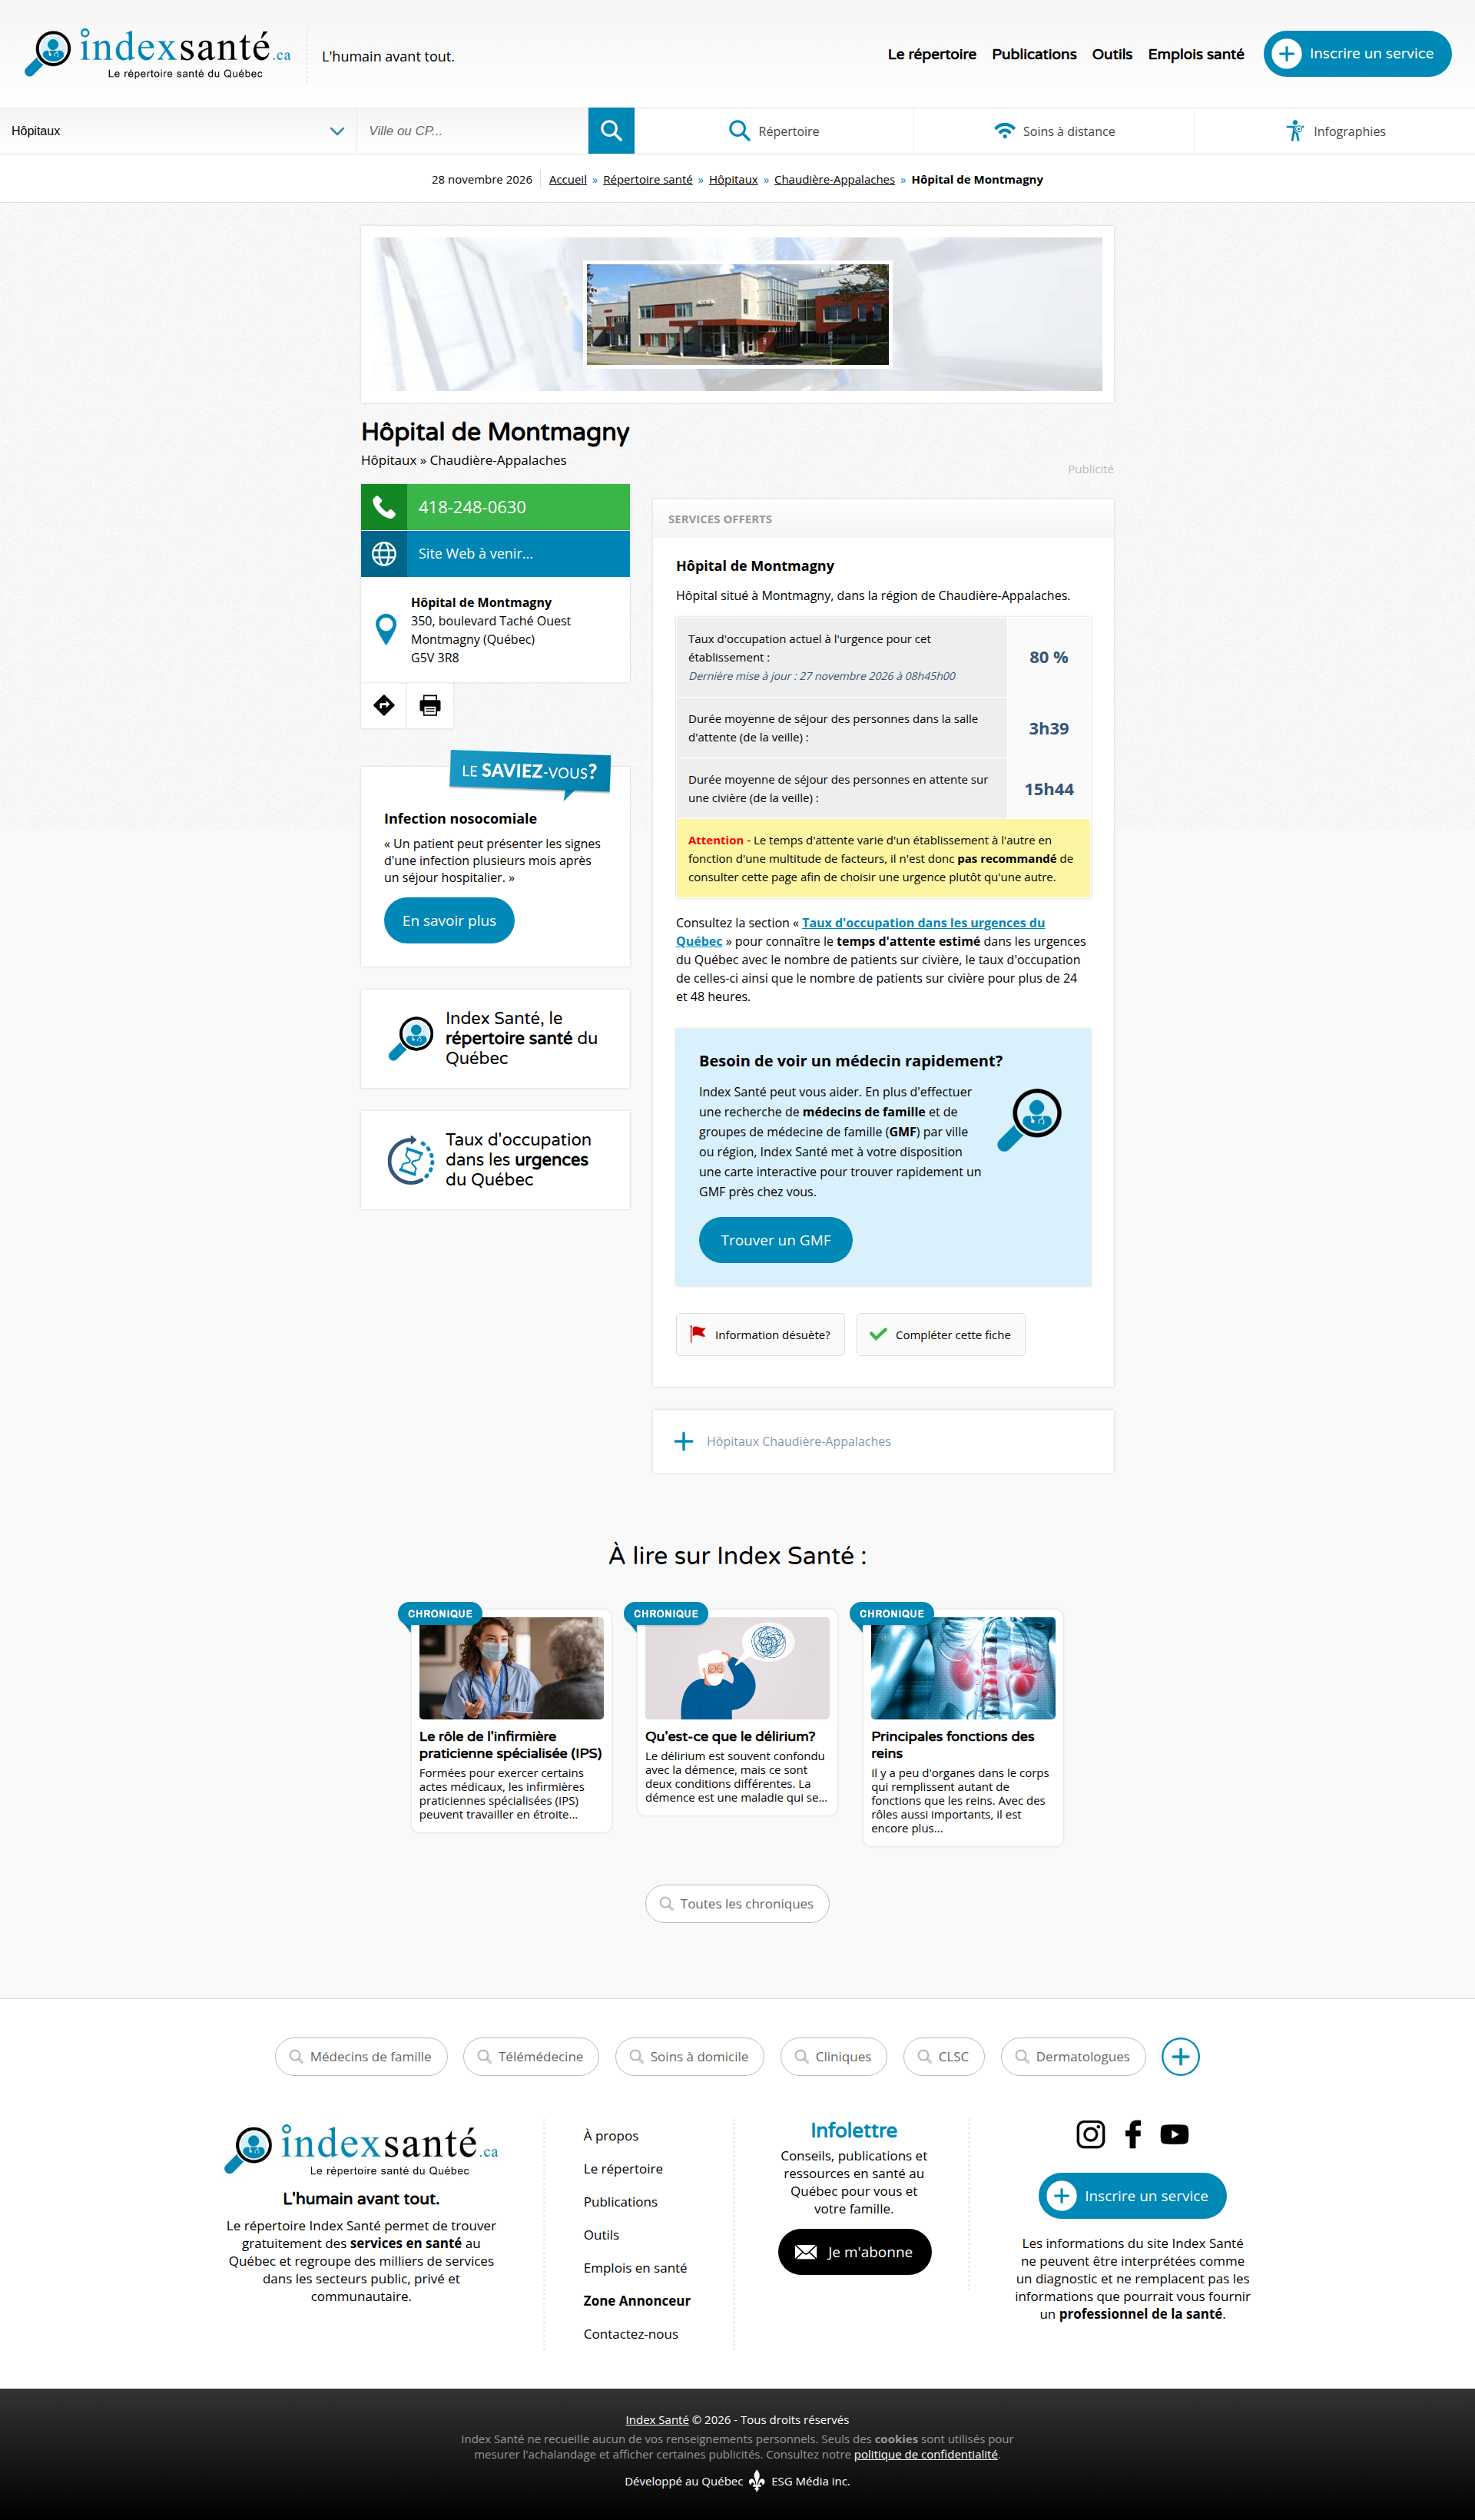 indexsanté.ca
Le répertoire santé du Québec
L'humain avant tout.
Le répertoire
Publications
Outils
Emplois santé
Inscrire un service
Hôpitaux
Ville ou CP...
Répertoire
Soins à distance
Infographies
28 novembre 2026
Accueil » Répertoire santé » Hôpitaux » Chaudière-Appalaches » Hôpital de Montmagny
Hôpital de Montmagny
Hôpitaux » Chaudière-Appalaches
Publicité
418-248-0630
Site Web à venir...
Hôpital de Montmagny
350, boulevard Taché Ouest
Montmagny (Québec)
G5V 3R8
LE SAVIEZ-VOUS?
Infection nosocomiale
« Un patient peut présenter les signes
d'une infection plusieurs mois après
un séjour hospitalier. »
En savoir plus
Index Santé, le
répertoire santé du
Québec
Taux d'occupation
dans les urgences
du Québec
SERVICES OFFERTS
Hôpital de Montmagny
Hôpital situé à Montmagny, dans la région de Chaudière-Appalaches.
Taux d'occupation actuel à l'urgence pour cet
établissement :
Dernière mise à jour : 27 novembre 2026 à 08h45h00
80 %
Durée moyenne de séjour des personnes dans la salle
d'attente (de la veille) :
3h39
Durée moyenne de séjour des personnes en attente sur
une civière (de la veille) :
15h44
Attention - Le temps d'attente varie d'un établissement à l'autre en
fonction d'une multitude de facteurs, il n'est donc pas recommandé de
consulter cette page afin de choisir une urgence plutôt qu'une autre.
Consultez la section « Taux d'occupation dans les urgences du
Québec » pour connaître le temps d'attente estimé dans les urgences
du Québec avec le nombre de patients sur civière, le taux d'occupation
de celles-ci ainsi que le nombre de patients sur civière pour plus de 24
et 48 heures.
Besoin de voir un médecin rapidement?
Index Santé peut vous aider. En plus d'effectuer
une recherche de médecins de famille et de
groupes de médecine de famille (GMF) par ville
ou région, Index Santé met à votre disposition
une carte interactive pour trouver rapidement un
GMF près chez vous.
Trouver un GMF
Information désuète?
Compléter cette fiche
Hôpitaux Chaudière-Appalaches
À lire sur Index Santé :
CHRONIQUE
Le rôle de l'infirmière
praticienne spécialisée (IPS)
Formées pour exercer certains
actes médicaux, les infirmières
praticiennes spécialisées (IPS)
peuvent travailler en étroite...
CHRONIQUE
Qu'est-ce que le délirium?
Le délirium est souvent confondu
avec la démence, mais ce sont
deux conditions différentes. La
démence est une maladie qui se...
CHRONIQUE
Principales fonctions des
reins
Il y a peu d'organes dans le corps
qui remplissent autant de
fonctions que les reins. Avec des
rôles aussi importants, il est
encore plus...
Toutes les chroniques
Médecins de famille
Télémédecine
Soins à domicile
Cliniques
CLSC
Dermatologues
indexsanté.ca
Le répertoire santé du Québec
L'humain avant tout.
Le répertoire Index Santé permet de trouver
gratuitement des services en santé au
Québec et regroupe des milliers de services
dans les secteurs public, privé et
communautaire.
À propos
Le répertoire
Publications
Outils
Emplois en santé
Zone Annonceur
Contactez-nous
Infolettre
Conseils, publications et
ressources en santé au
Québec pour vous et
votre famille.
Je m'abonne
Inscrire un service
Les informations du site Index Santé
ne peuvent être interprétées comme
un diagnostic et ne remplacent pas les
informations que pourrait vous fournir
un professionnel de la santé.
Index Santé © 2026 - Tous droits réservés
Index Santé ne recueille aucun de vos renseignements personnels. Seuls des cookies sont utilisés pour
mesurer l'achalandage et afficher certaines publicités. Consultez notre politique de confidentialité.
Développé au Québec ESG Média inc.